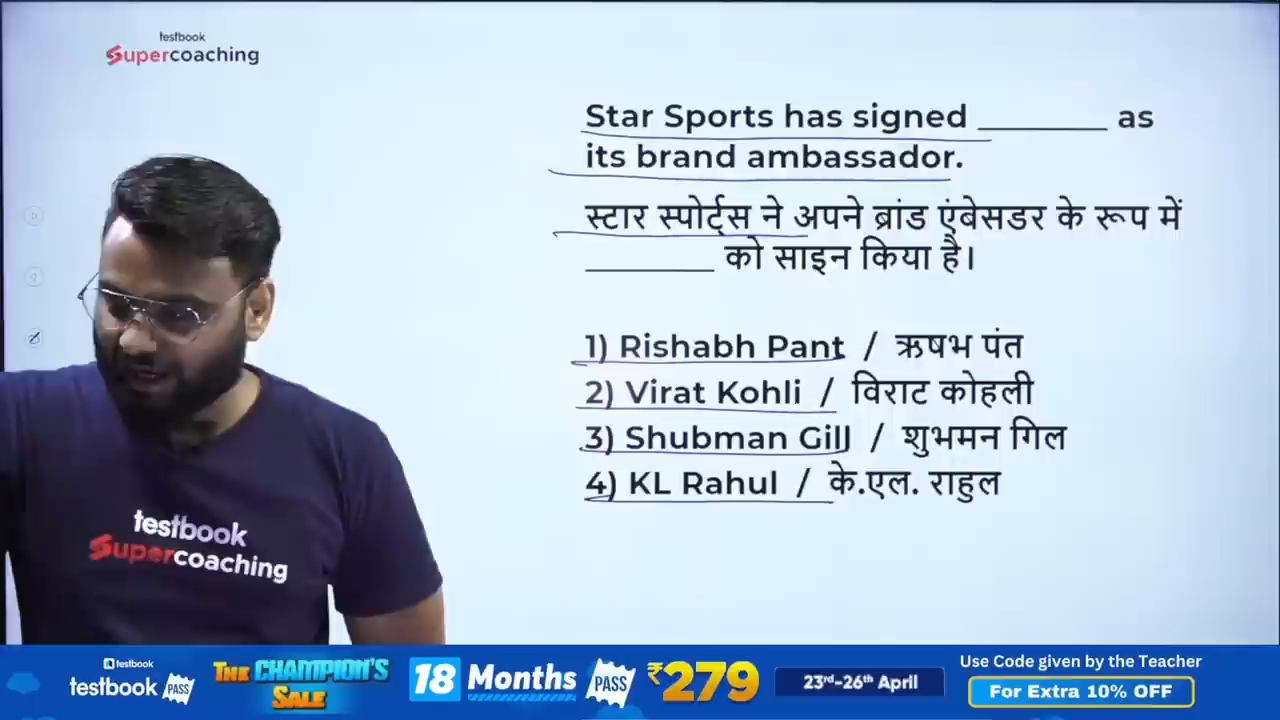 testbook
Supercoaching
Star Sports has signed ________ as
its brand ambassador.
स्टार स्पोर्ट्स ने अपने ब्रांड एंबेसडर के रूप में
________ को साइन किया है।
1) Rishabh Pant / ऋषभ पंत
2) Virat Kohli / विराट कोहली
3) Shubman Gill / शुभमन गिल
4) KL Rahul / के.एल. राहुल
testbook
Supercoaching
testbook
testbook PASS
THE CHAMPION'S SALE
18 Months PASS ₹279
23rd-26th April
Use Code given by the Teacher
For Extra 10% OFF